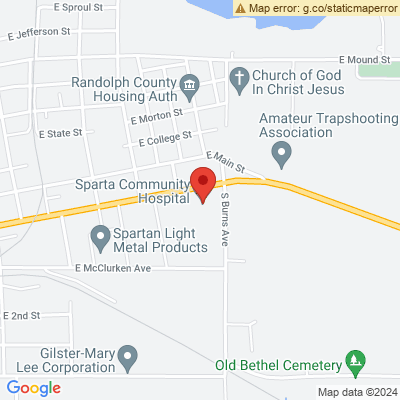 E Sproul St
Map error: g.co/staticmaperror
E Jefferson St
E Mound St
Randolph County
Housing Auth
Church of God
In Christ Jesus
E Morton St
E State St
E College St
Amateur Trapshooting
Association
E Main St
Sparta Community
Hospital
S Burns Ave
Spartan Light
Metal Products
E McClurken Ave
E 2nd St
Gilster-Mary
Lee Corporation
Old Bethel Cemetery
Google
Map data ©2024